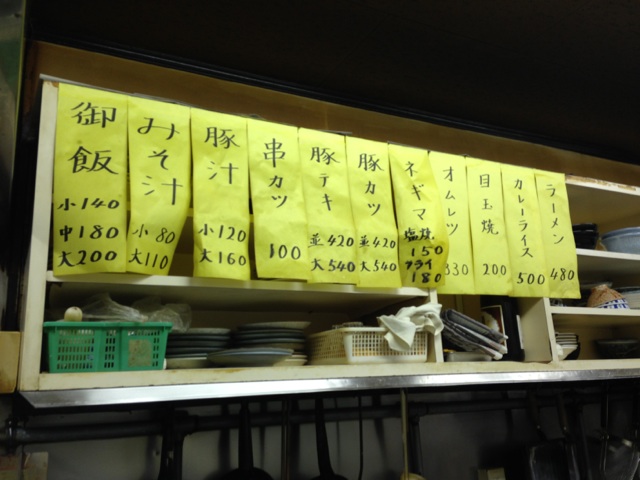 御飯
小140
中180
大200
みそ汁
小 80
大110
豚汁
小120
大160
串カツ
100
豚テキ
並420
大540
豚カツ
並420
大540
ネギマ
塩焼
150
フライ
180
オムレツ
330
目玉焼
200
カレーライス
500
ラーメン
480